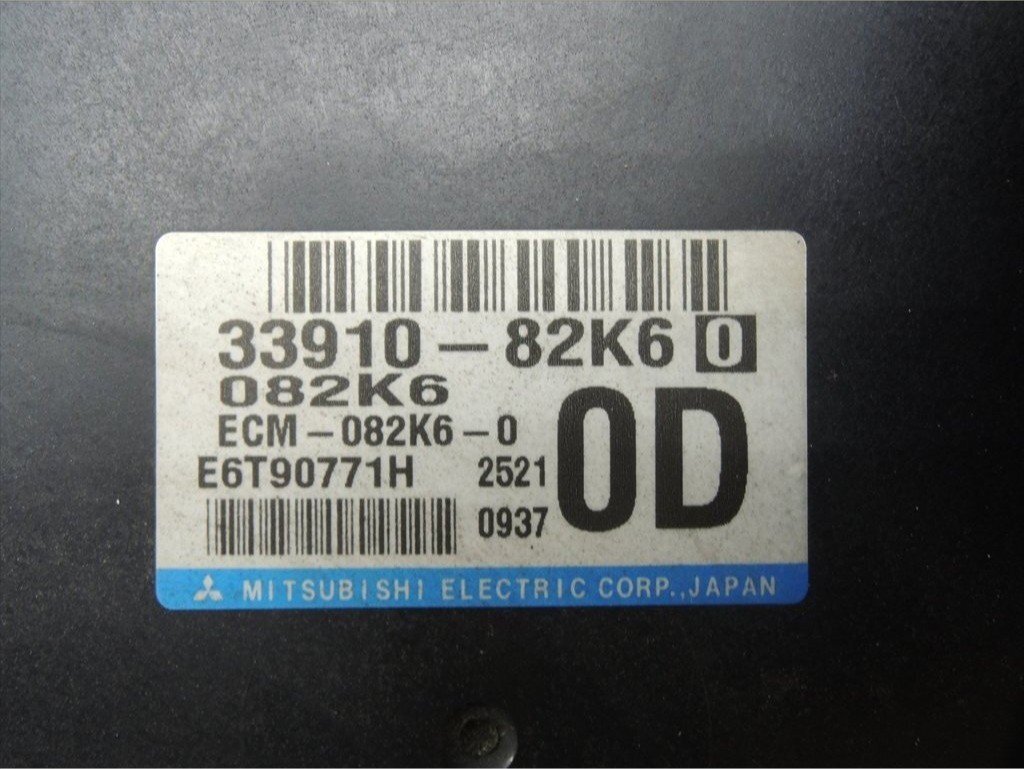 33910-82K6 0
082K6
ECM-082K6-0
E6T90771H 2521
0937
0D
MITSUBISHI ELECTRIC CORP.,JAPAN